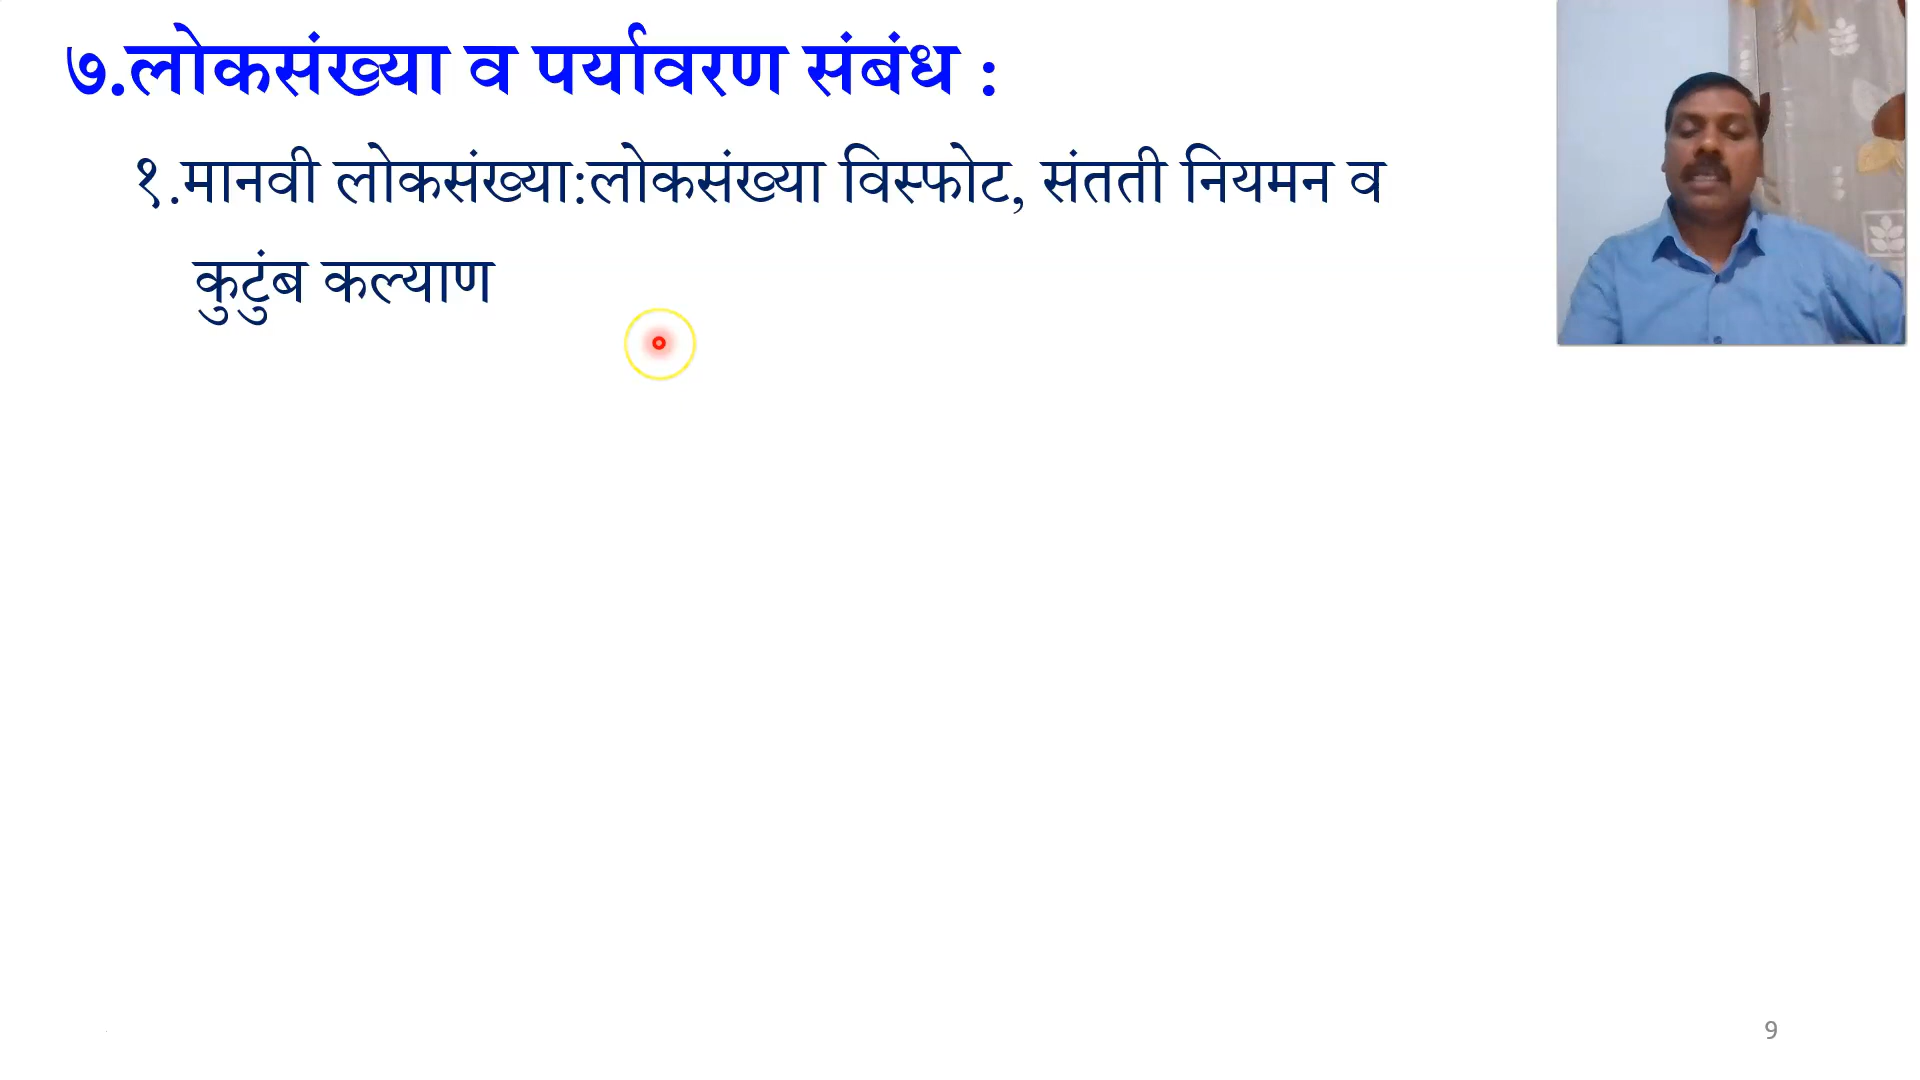 ७.लोकसंख्या व पर्यावरण संबंध :
१.मानवी लोकसंख्या:लोकसंख्या विस्फोट, संतती नियमन व
कुटुंब कल्याण
9